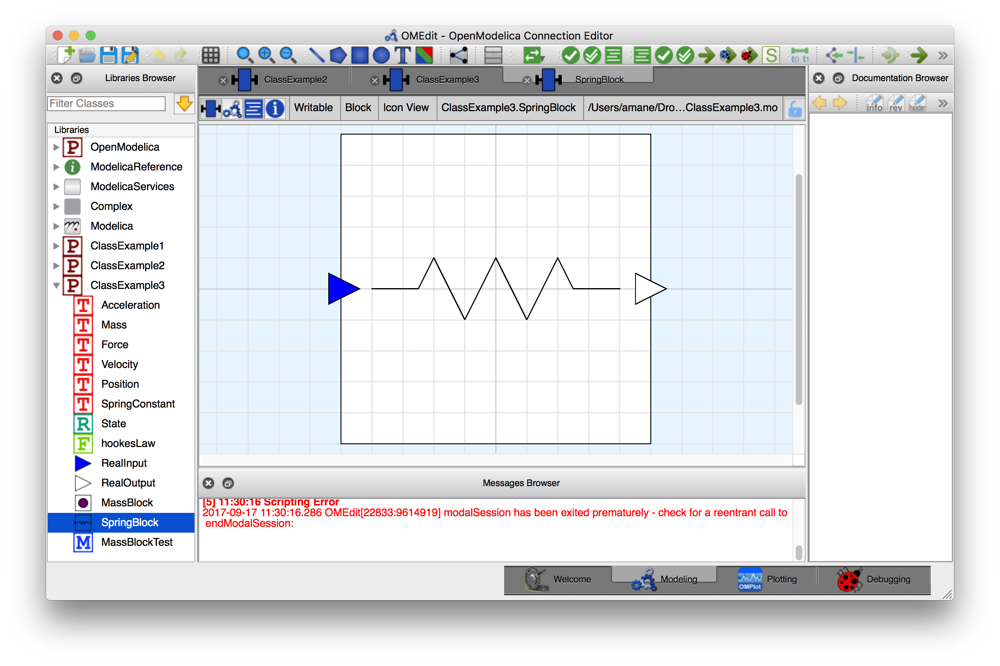 OMEdit - OpenModelica Connection Editor
T
S
to t
Libraries Browser
ClassExample2
ClassExample3
SpringBlock
Documentation Browser
Filter Classes
Writable
Block
Icon View
ClassExample3.SpringBlock
/Users/amane/Dro...ClassExample3.mo
info
rev
header
Libraries
P OpenModelica
i ModelicaReference
ModelicaServices
Complex
Modelica
P ClassExample1
P ClassExample2
P ClassExample3
T Acceleration
T Mass
T Force
T Velocity
T Position
T SpringConstant
R State
F hookesLaw
RealInput
RealOutput
MassBlock
SpringBlock
M MassBlockTest
Messages Browser
[5] 11:30:16 Scripting Error
2017-09-17 11:30:16.286 OMEdit[22833:9614919] modalSession has been exited prematurely - check for a reentrant call to
endModalSession:
Welcome
Modeling
OMPlot
Plotting
Debugging